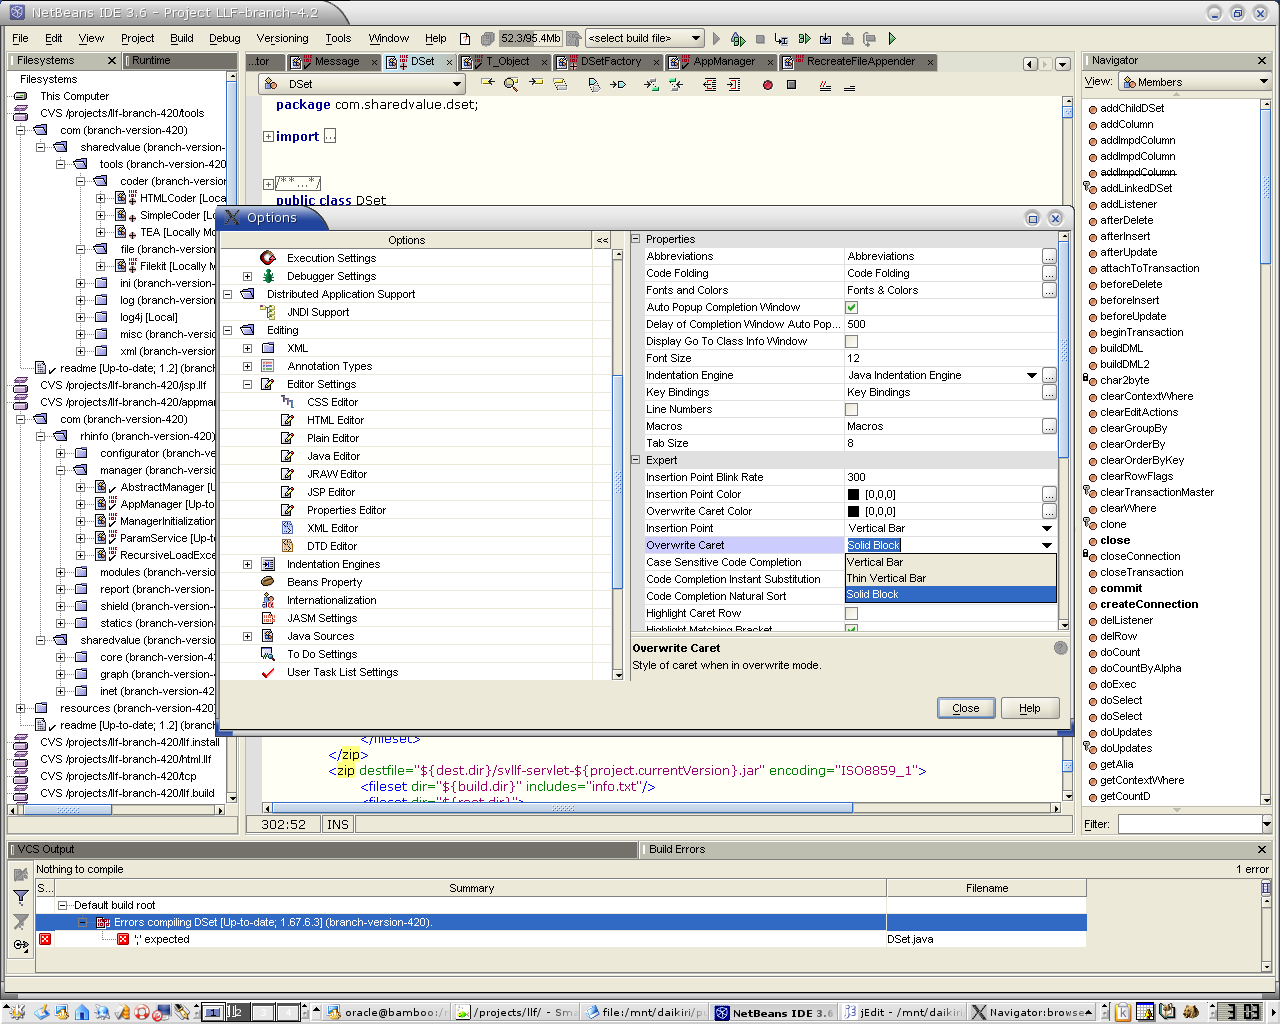 NetBeans IDE 3.6 - Project LLF-branch-4.2
File Edit View Project Build Debug Versioning Tools Window Help 52.3/95.4Mb <select build file>
Filesystems Runtime
...tor Message DSet T_Object DSetFactory AppManager RecreateFileAppender
Navigator
View: Members
Filesystems
This Computer
CVS /projects/llf-branch-420/tools
com (branch-version-420)
sharedvalue (branch-version-420
tools (branch-version-420
coder (branch-version
HTMLCoder [Loca
SimpleCoder [Lo
TEA [Locally Mo
file (branch-version-
Filekit [Locally M
ini (branch-version-
log (branch-version-
log4j [Local]
misc (branch-versio
xml (branch-version
readme [Up-to-date; 1.2] (branch
CVS /projects/llf-branch-420/jsp.llf
CVS /projects/llf-branch-420/appman
com (branch-version-420)
rhinfo (branch-version-420)
configurator (branch-vers
manager (branch-version
AbstractManager [U
AppManager [Up-to
ManagerInitialization
ParamService [Up-to
RecursiveLoadExce
modules (branch-version
report (branch-version-4
shield (branch-version-4
statics (branch-version-4
sharedvalue (branch-version
core (branch-version-42
graph (branch-version-4
inet (branch-version-420
resources (branch-version-420)
readme [Up-to-date; 1.2] (branch
CVS /projects/llf-branch-420/llf.install
CVS /projects/llf-branch-420/html.llf
CVS /projects/llf-branch-420/tcp
CVS /projects/llf-branch-420/llf.build
DSet
package com.sharedvalue.dset;
import ...
/**...*/
public class DSet
Options
Options <<
Execution Settings
Debugger Settings
Distributed Application Support
JNDI Support
Editing
XML
Annotation Types
Editor Settings
CSS Editor
HTML Editor
Plain Editor
Java Editor
JRAW Editor
JSP Editor
Properties Editor
XML Editor
DTD Editor
Indentation Engines
Beans Property
Internationalization
JASM Settings
Java Sources
To Do Settings
User Task List Settings
Properties
Abbreviations Abbreviations ...
Code Folding Code Folding ...
Fonts and Colors Fonts & Colors ...
Auto Popup Completion Window
Delay of Completion Window Auto Pop... 500
Display Go To Class Info Window
Font Size 12
Indentation Engine Java Indentation Engine ...
Key Bindings Key Bindings ...
Line Numbers
Macros Macros ...
Tab Size 8
Expert
Insertion Point Blink Rate 300
Insertion Point Color [0,0,0] ...
Overwrite Caret Color [0,0,0] ...
Insertion Point Vertical Bar
Overwrite Caret Solid Block
Case Sensitive Code Completion Vertical Bar
Code Completion Instant Substitution Thin Vertical Bar
Code Completion Natural Sort Solid Block
Highlight Caret Row
Highlight Matching Bracket
Overwrite Caret
Style of caret when in overwrite mode.
Close Help
</fileset>
</zip>
<zip destfile="${dest.dir}/svllf-servlet-${project.currentVersion}.jar" encoding="ISO8859_1">
<fileset dir="${build.dir}" includes="info.txt"/>
<fileset dir="${root.dir}">
302:52 INS
addChildDSet
addColumn
addImpdColumn
addImpdColumn
addImpdColumn
addLinkedDSet
addListener
afterDelete
afterInsert
afterUpdate
attachToTransaction
beforeDelete
beforeInsert
beforeUpdate
beginTransaction
buildDML
buildDML2
char2byte
clearContextWhere
clearEditActions
clearGroupBy
clearOrderBy
clearOrderByKey
clearRowFlags
clearTransactionMaster
clearWhere
clone
close
closeConnection
closeTransaction
commit
createConnection
delListener
delRow
doCount
doCountByAlpha
doExec
doSelect
doSelect
doUpdates
doUpdates
getAlia
getContextWhere
getCountD
Filter:
VCS Output Build Errors
Nothing to compile 1 error
S... Summary Filename
Default build root
Errors compiling DSet [Up-to-date; 1.67.6.3] (branch-version-420).
';' expected DSet.java
1 2 3 4 oracle@bamboo:/r /projects/llf/ - Sm file:/mnt/daikiri/pu NetBeans IDE 3.6 jEdit - /mnt/daikiri Navigator:browse 3:03